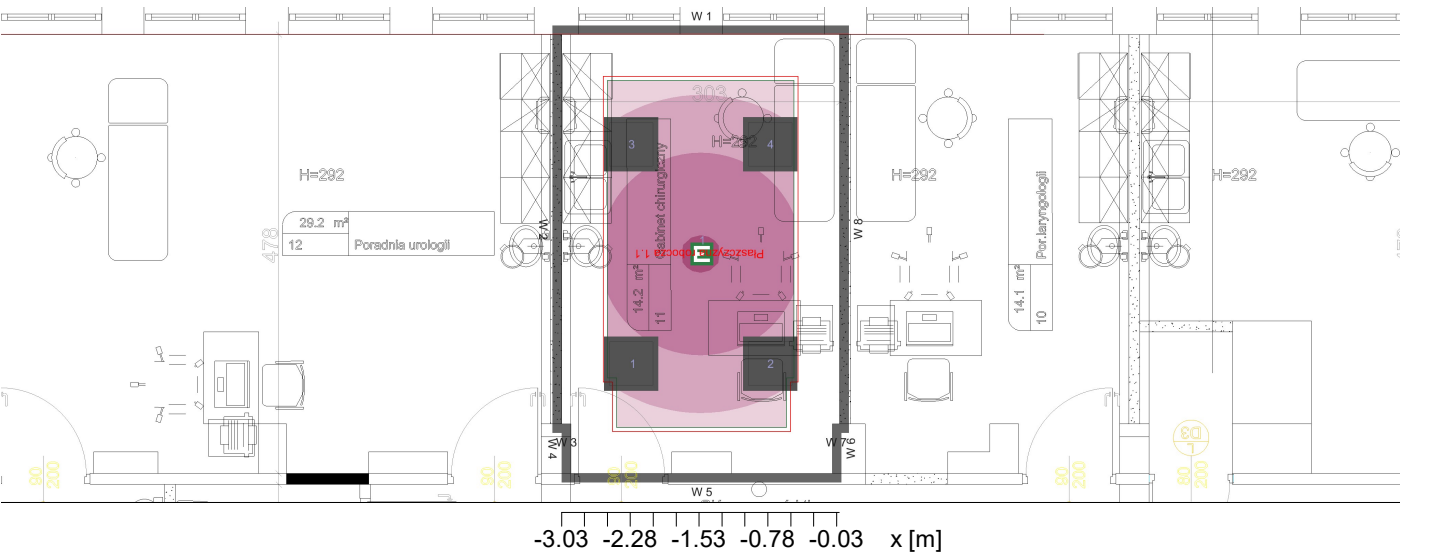 W 1
303
H=292
H=292
H=292
H=292
3
4
Gabinet chirurgiczny
14.2 m²
11
29.2 m²
12
Poradnia urologii
478
W 2
W 8
Płaszczyzna robocza 1.1
Por.laryngologii
14.1 m²
10
1
2
W 3
W 4
W 7
W 6
W 5
90
200
90
200
90
200
90
200
90
200
D3
L
-3.03 -2.28 -1.53 -0.78 -0.03 x [m]